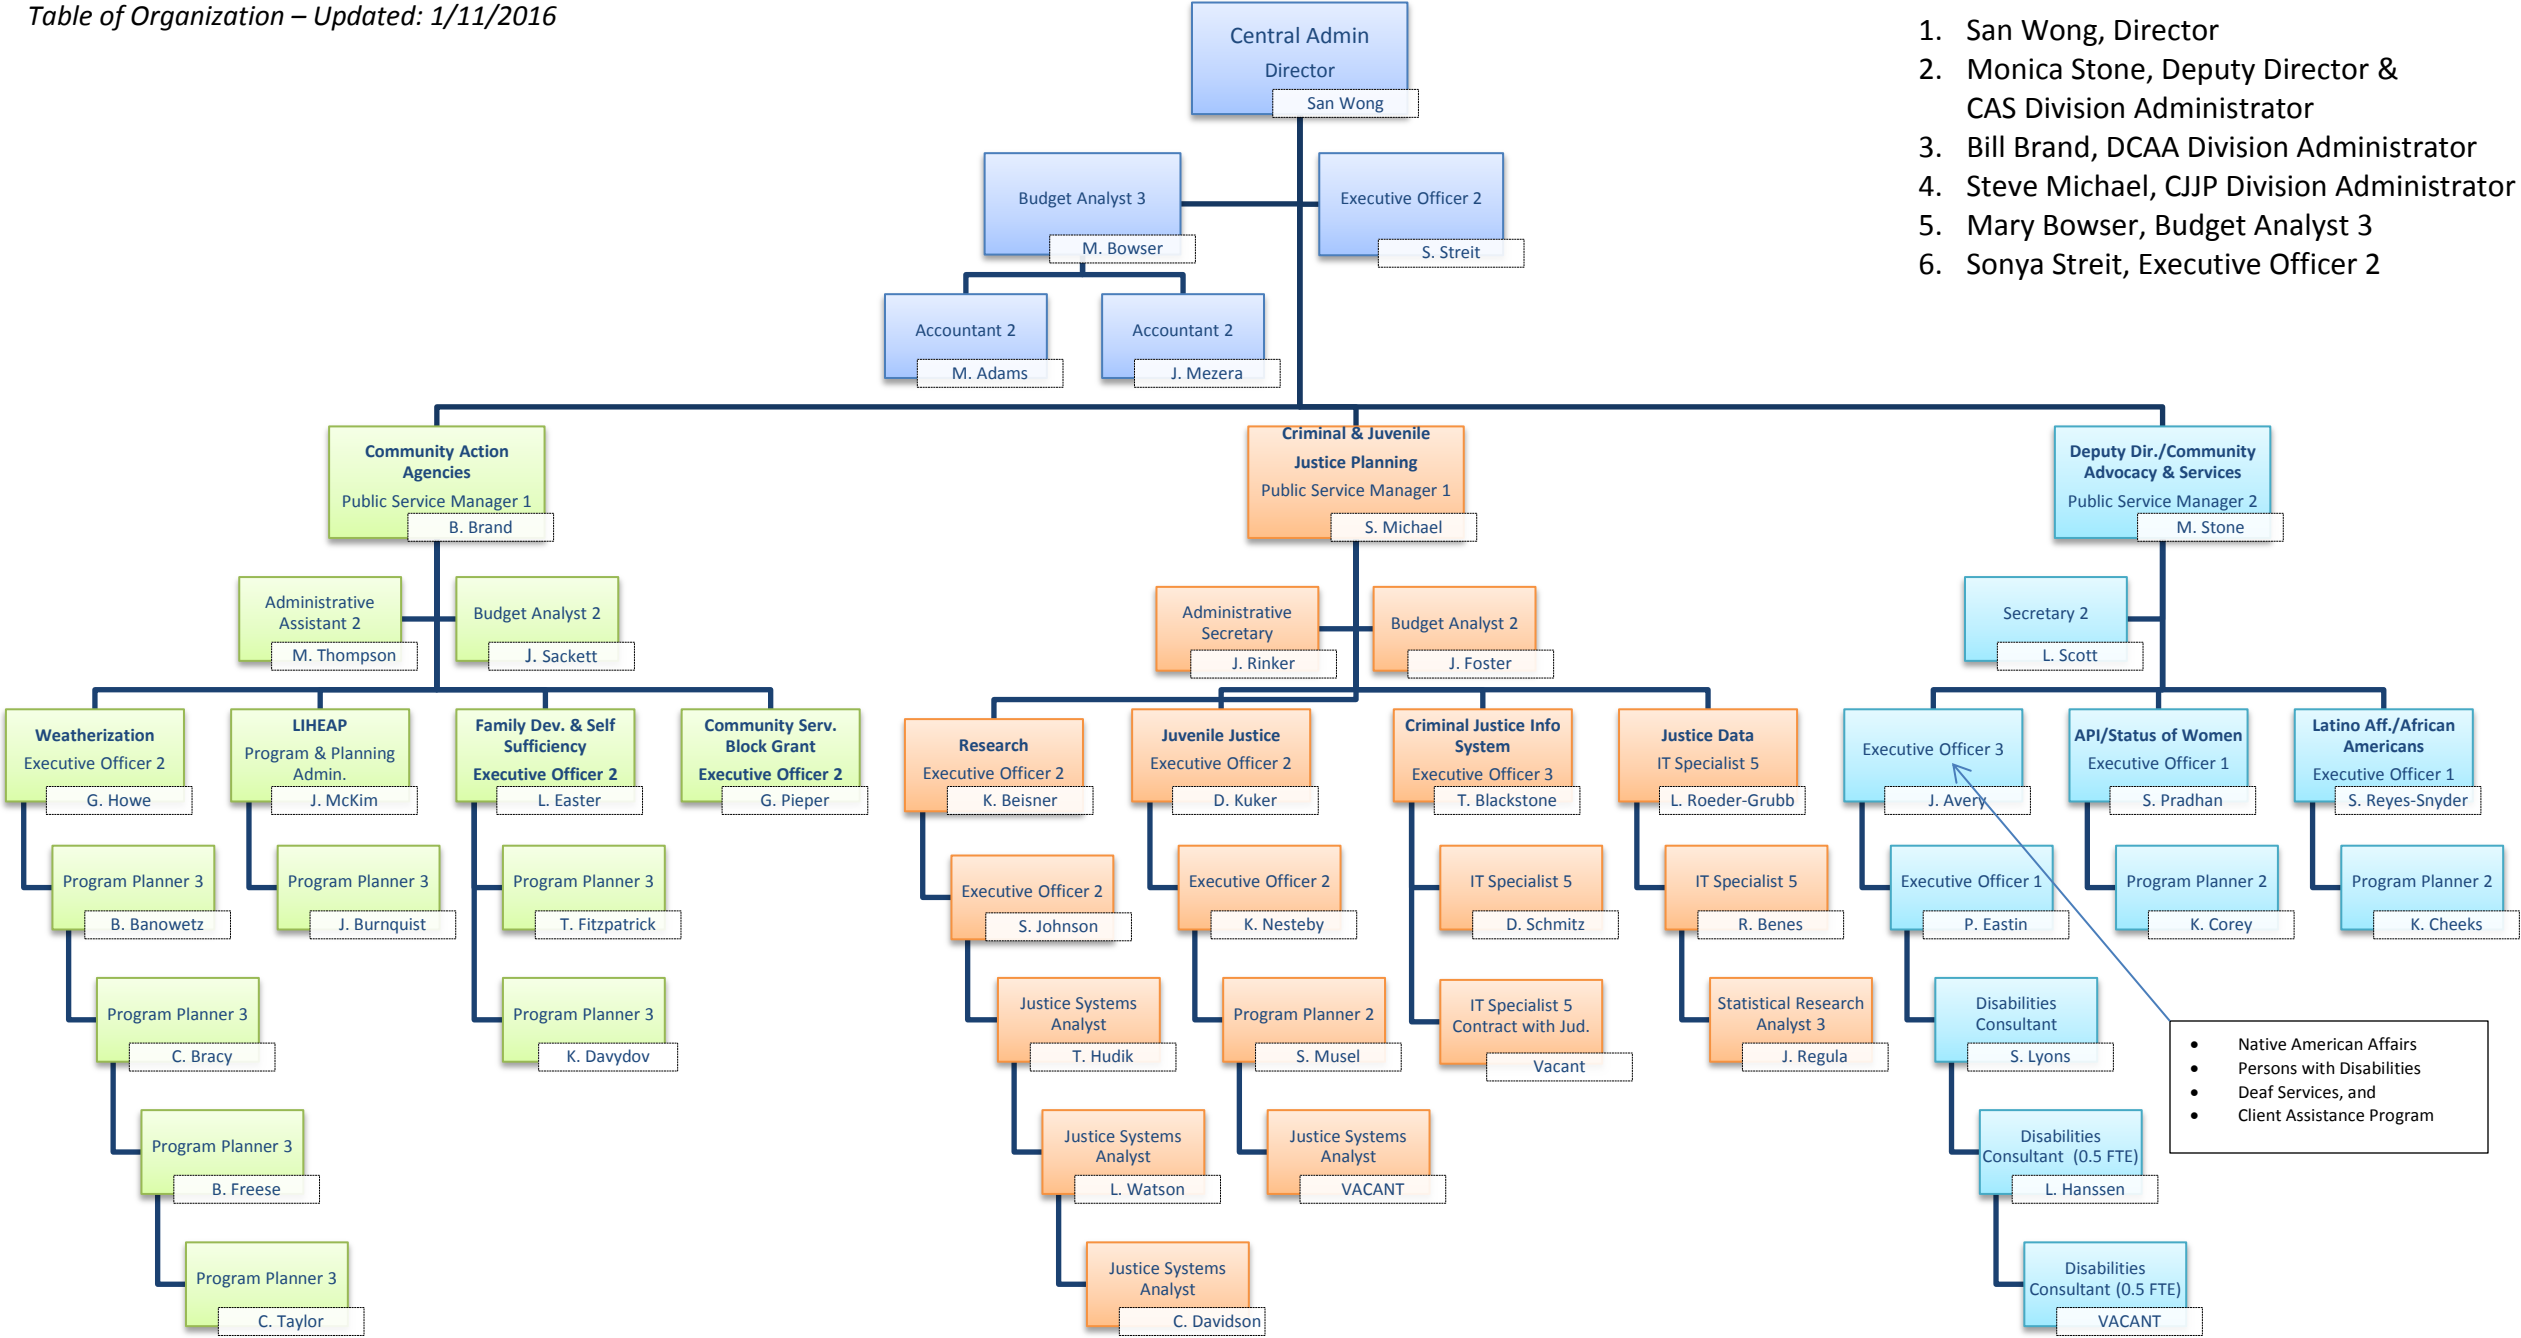 Table of Organization – Updated: 1/11/2016
Central Admin
Director
San Wong
1. San Wong, Director
2. Monica Stone, Deputy Director &
CAS Division Administrator
3. Bill Brand, DCAA Division Administrator
4. Steve Michael, CJJP Division Administrator
5. Mary Bowser, Budget Analyst 3
6. Sonya Streit, Executive Officer 2
Budget Analyst 3
M. Bowser
Executive Officer 2
S. Streit
Accountant 2
M. Adams
Accountant 2
J. Mezera
Community Action
Agencies
Public Service Manager 1
B. Brand
Administrative
Assistant 2
M. Thompson
Budget Analyst 2
J. Sackett
Weatherization
Executive Officer 2
G. Howe
Program Planner 3
B. Banowetz
Program Planner 3
C. Bracy
Program Planner 3
B. Freese
Program Planner 3
C. Taylor
LIHEAP
Program & Planning
Admin.
J. McKim
Program Planner 3
J. Burnquist
Family Dev. & Self
Sufficiency
Executive Officer 2
L. Easter
Program Planner 3
T. Fitzpatrick
Program Planner 3
K. Davydov
Community Serv.
Block Grant
Executive Officer 2
G. Pieper
Criminal & Juvenile
Justice Planning
Public Service Manager 1
S. Michael
Administrative
Secretary
J. Rinker
Budget Analyst 2
J. Foster
Research
Executive Officer 2
K. Beisner
Executive Officer 2
S. Johnson
Justice Systems
Analyst
T. Hudik
Justice Systems
Analyst
L. Watson
Justice Systems
Analyst
C. Davidson
Juvenile Justice
Executive Officer 2
D. Kuker
Executive Officer 2
K. Nesteby
Program Planner 2
S. Musel
Justice Systems
Analyst
VACANT
Criminal Justice Info
System
Executive Officer 3
T. Blackstone
IT Specialist 5
D. Schmitz
IT Specialist 5
Contract with Jud.
Vacant
Justice Data
IT Specialist 5
L. Roeder-Grubb
IT Specialist 5
R. Benes
Statistical Research
Analyst 3
J. Regula
Deputy Dir./Community
Advocacy & Services
Public Service Manager 2
M. Stone
Secretary 2
L. Scott
Executive Officer 3
J. Avery
Executive Officer 1
P. Eastin
Disabilities
Consultant
S. Lyons
Disabilities
Consultant (0.5 FTE)
L. Hanssen
Disabilities
Consultant (0.5 FTE)
VACANT
API/Status of Women
Executive Officer 1
S. Pradhan
Program Planner 2
K. Corey
Latino Aff./African
Americans
Executive Officer 1
S. Reyes-Snyder
Program Planner 2
K. Cheeks
• Native American Affairs
• Persons with Disabilities
• Deaf Services, and
• Client Assistance Program